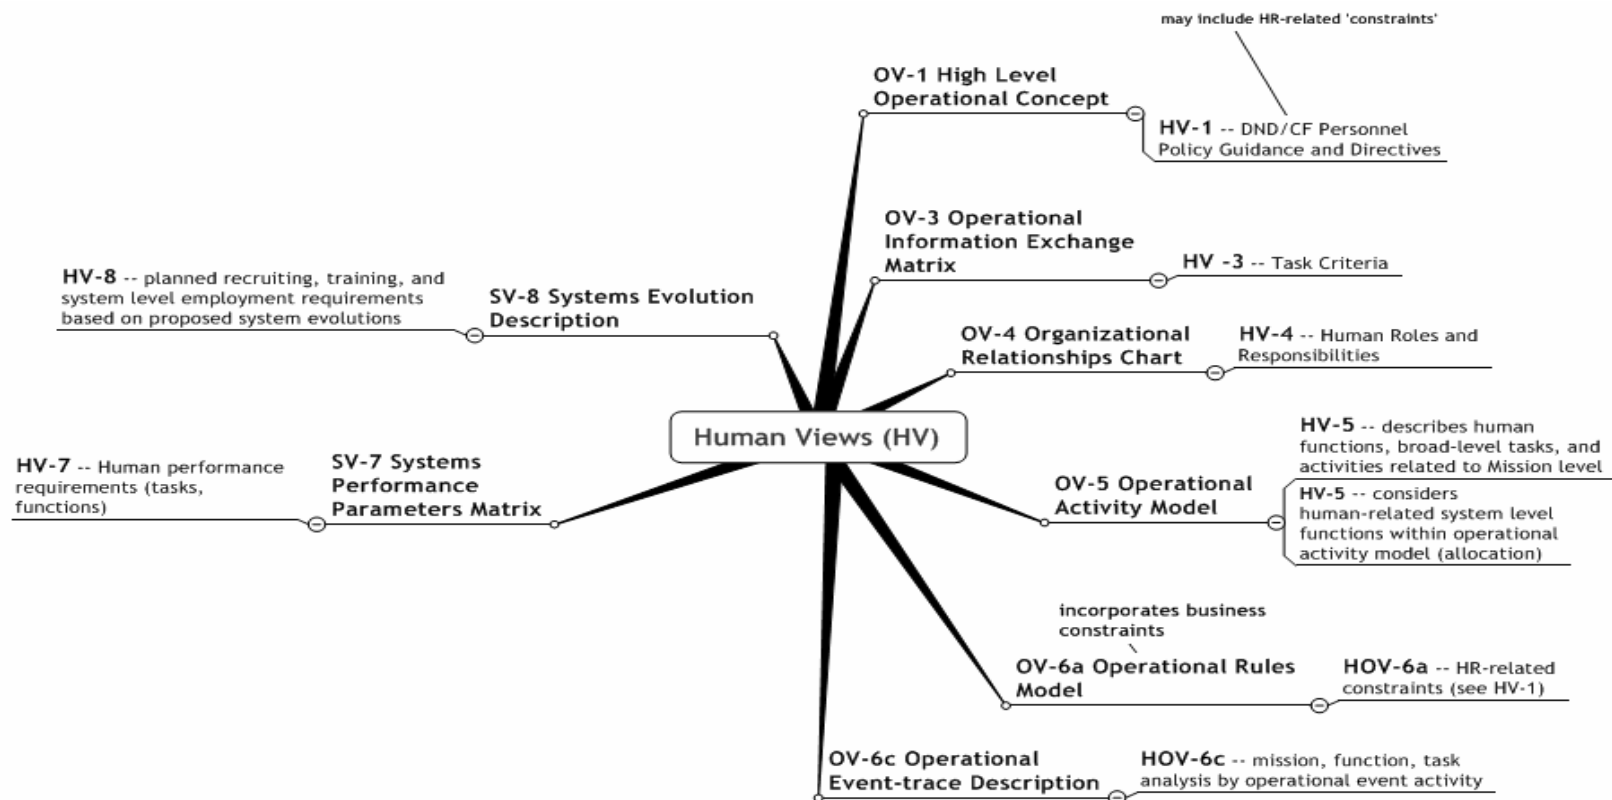 may include HR-related 'constraints'
OV-1 High Level
Operational Concept
HV-1 -- DND/CF Personnel
Policy Guidance and Directives
OV-3 Operational
Information Exchange
Matrix
HV -3 -- Task Criteria
OV-4 Organizational
Relationships Chart
HV-4 -- Human Roles and
Responsibilities
Human Views (HV)
OV-5 Operational
Activity Model
HV-5 -- describes human
functions, broad-level tasks, and
activities related to Mission level
HV-5 -- considers
human-related system level
functions within operational
activity model (allocation)
incorporates business
constraints
OV-6a Operational Rules
Model
HOV-6a -- HR-related
constraints (see HV-1)
OV-6c Operational
Event-trace Description
HOV-6c -- mission, function, task
analysis by operational event activity
SV-8 Systems Evolution
Description
HV-8 -- planned recruiting, training, and
system level employment requirements
based on proposed system evolutions
SV-7 Systems
Performance
Parameters Matrix
HV-7 -- Human performance
requirements (tasks,
functions)